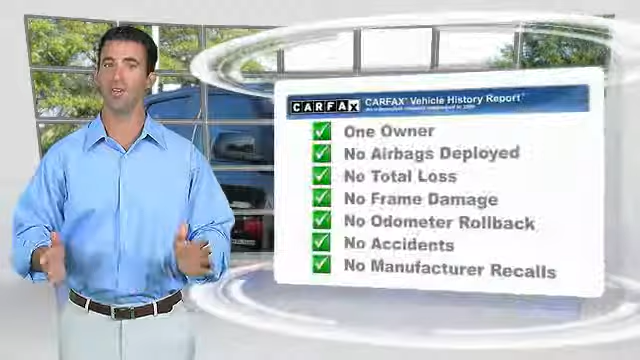 CARFAX CARFAX Vehicle History Report
One Owner
No Airbags Deployed
No Total Loss
No Frame Damage
No Odometer Rollback
No Accidents
No Manufacturer Recalls